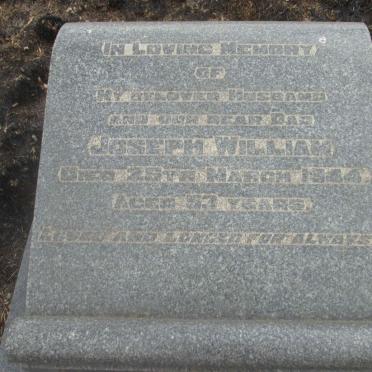 IN LOVING MEMORY
OF
MY BELOVED HUSBAND
AND OUR DEAR DAD
JOSEPH WILLIAM
DIED 25TH MARCH 1944
AGED YEARS.
LOVED AND LONGED FOR ALWAYS